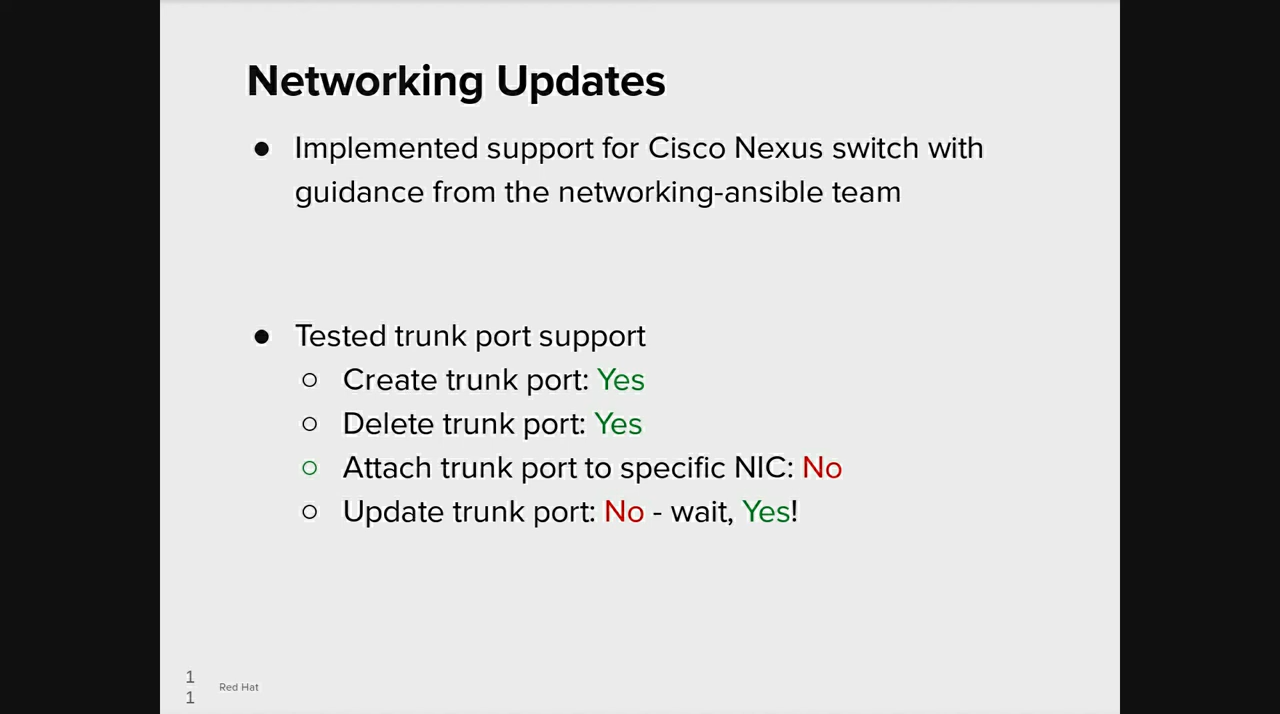 Networking Updates
● Implemented support for Cisco Nexus switch with
guidance from the networking-ansible team
● Tested trunk port support
○ Create trunk port: Yes
○ Delete trunk port: Yes
○ Attach trunk port to specific NIC: No
○ Update trunk port: No - wait, Yes!
1
1
Red Hat